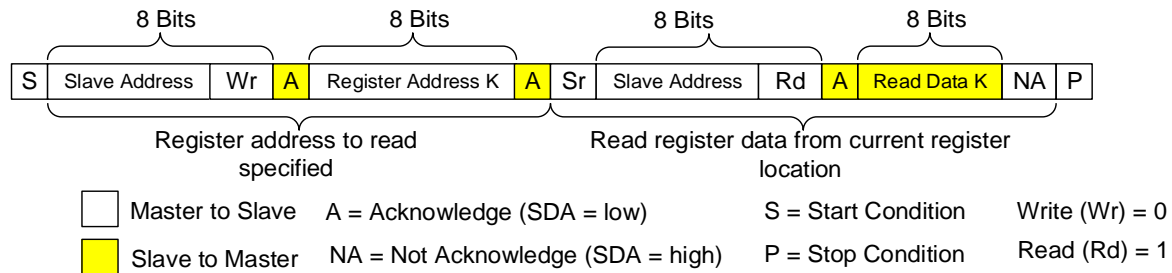 8 Bits 8 Bits 8 Bits 8 Bits
S Slave Address Wr A Register Address K A Sr Slave Address Rd A Read Data K NA P
Register address to read Read register data from current register
specified location
Master to Slave A = Acknowledge (SDA = low) S = Start Condition Write (Wr) = 0
Slave to Master NA = Not Acknowledge (SDA = high) P = Stop Condition Read (Rd) = 1